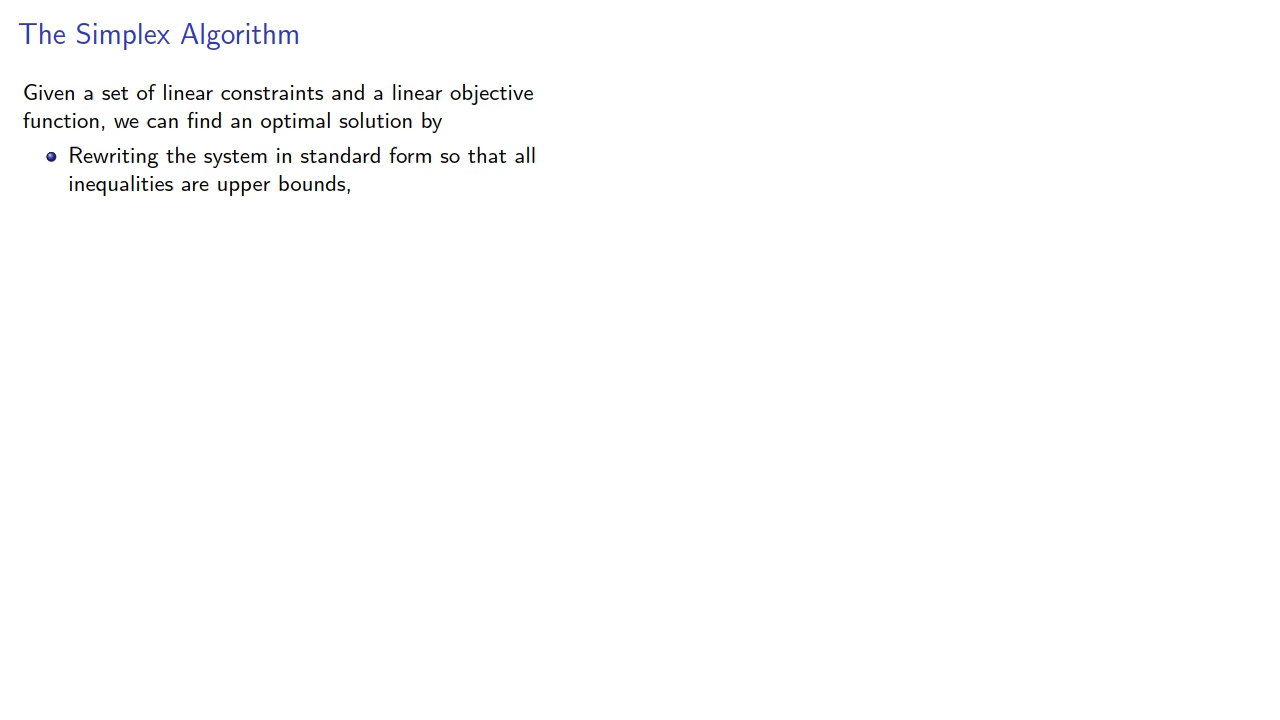 The Simplex Algorithm
Given a set of linear constraints and a linear objective
function, we can find an optimal solution by
Rewriting the system in standard form so that all
inequalities are upper bounds,